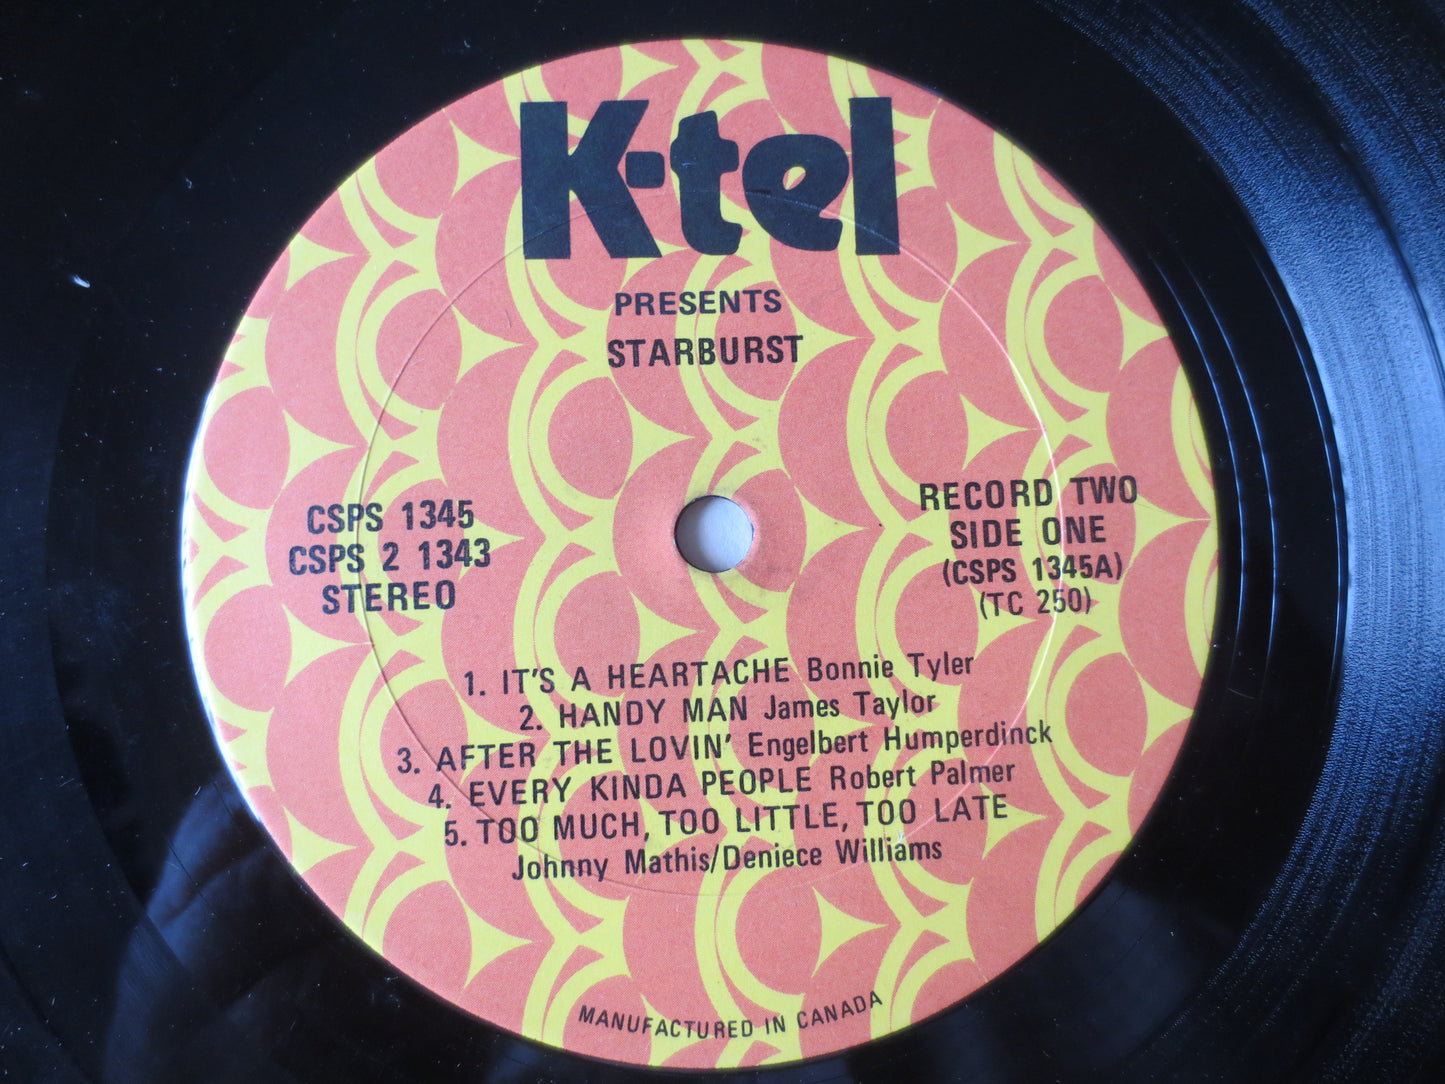 K-tel
PRESENTS
STARBURST
CSPS 1345
CSPS 2 1343
STEREO
RECORD TWO
SIDE ONE
(CSPS 1345A)
(TC 250)
1. IT'S A HEARTACHE Bonnie Tyler
2. HANDY MAN James Taylor
3. AFTER THE LOVIN' Engelbert Humperdinck
4. EVERY KINDA PEOPLE Robert Palmer
5. TOO MUCH, TOO LITTLE, TOO LATE
Johnny Mathis/Deniece Williams
MANUFACTURED IN CANADA